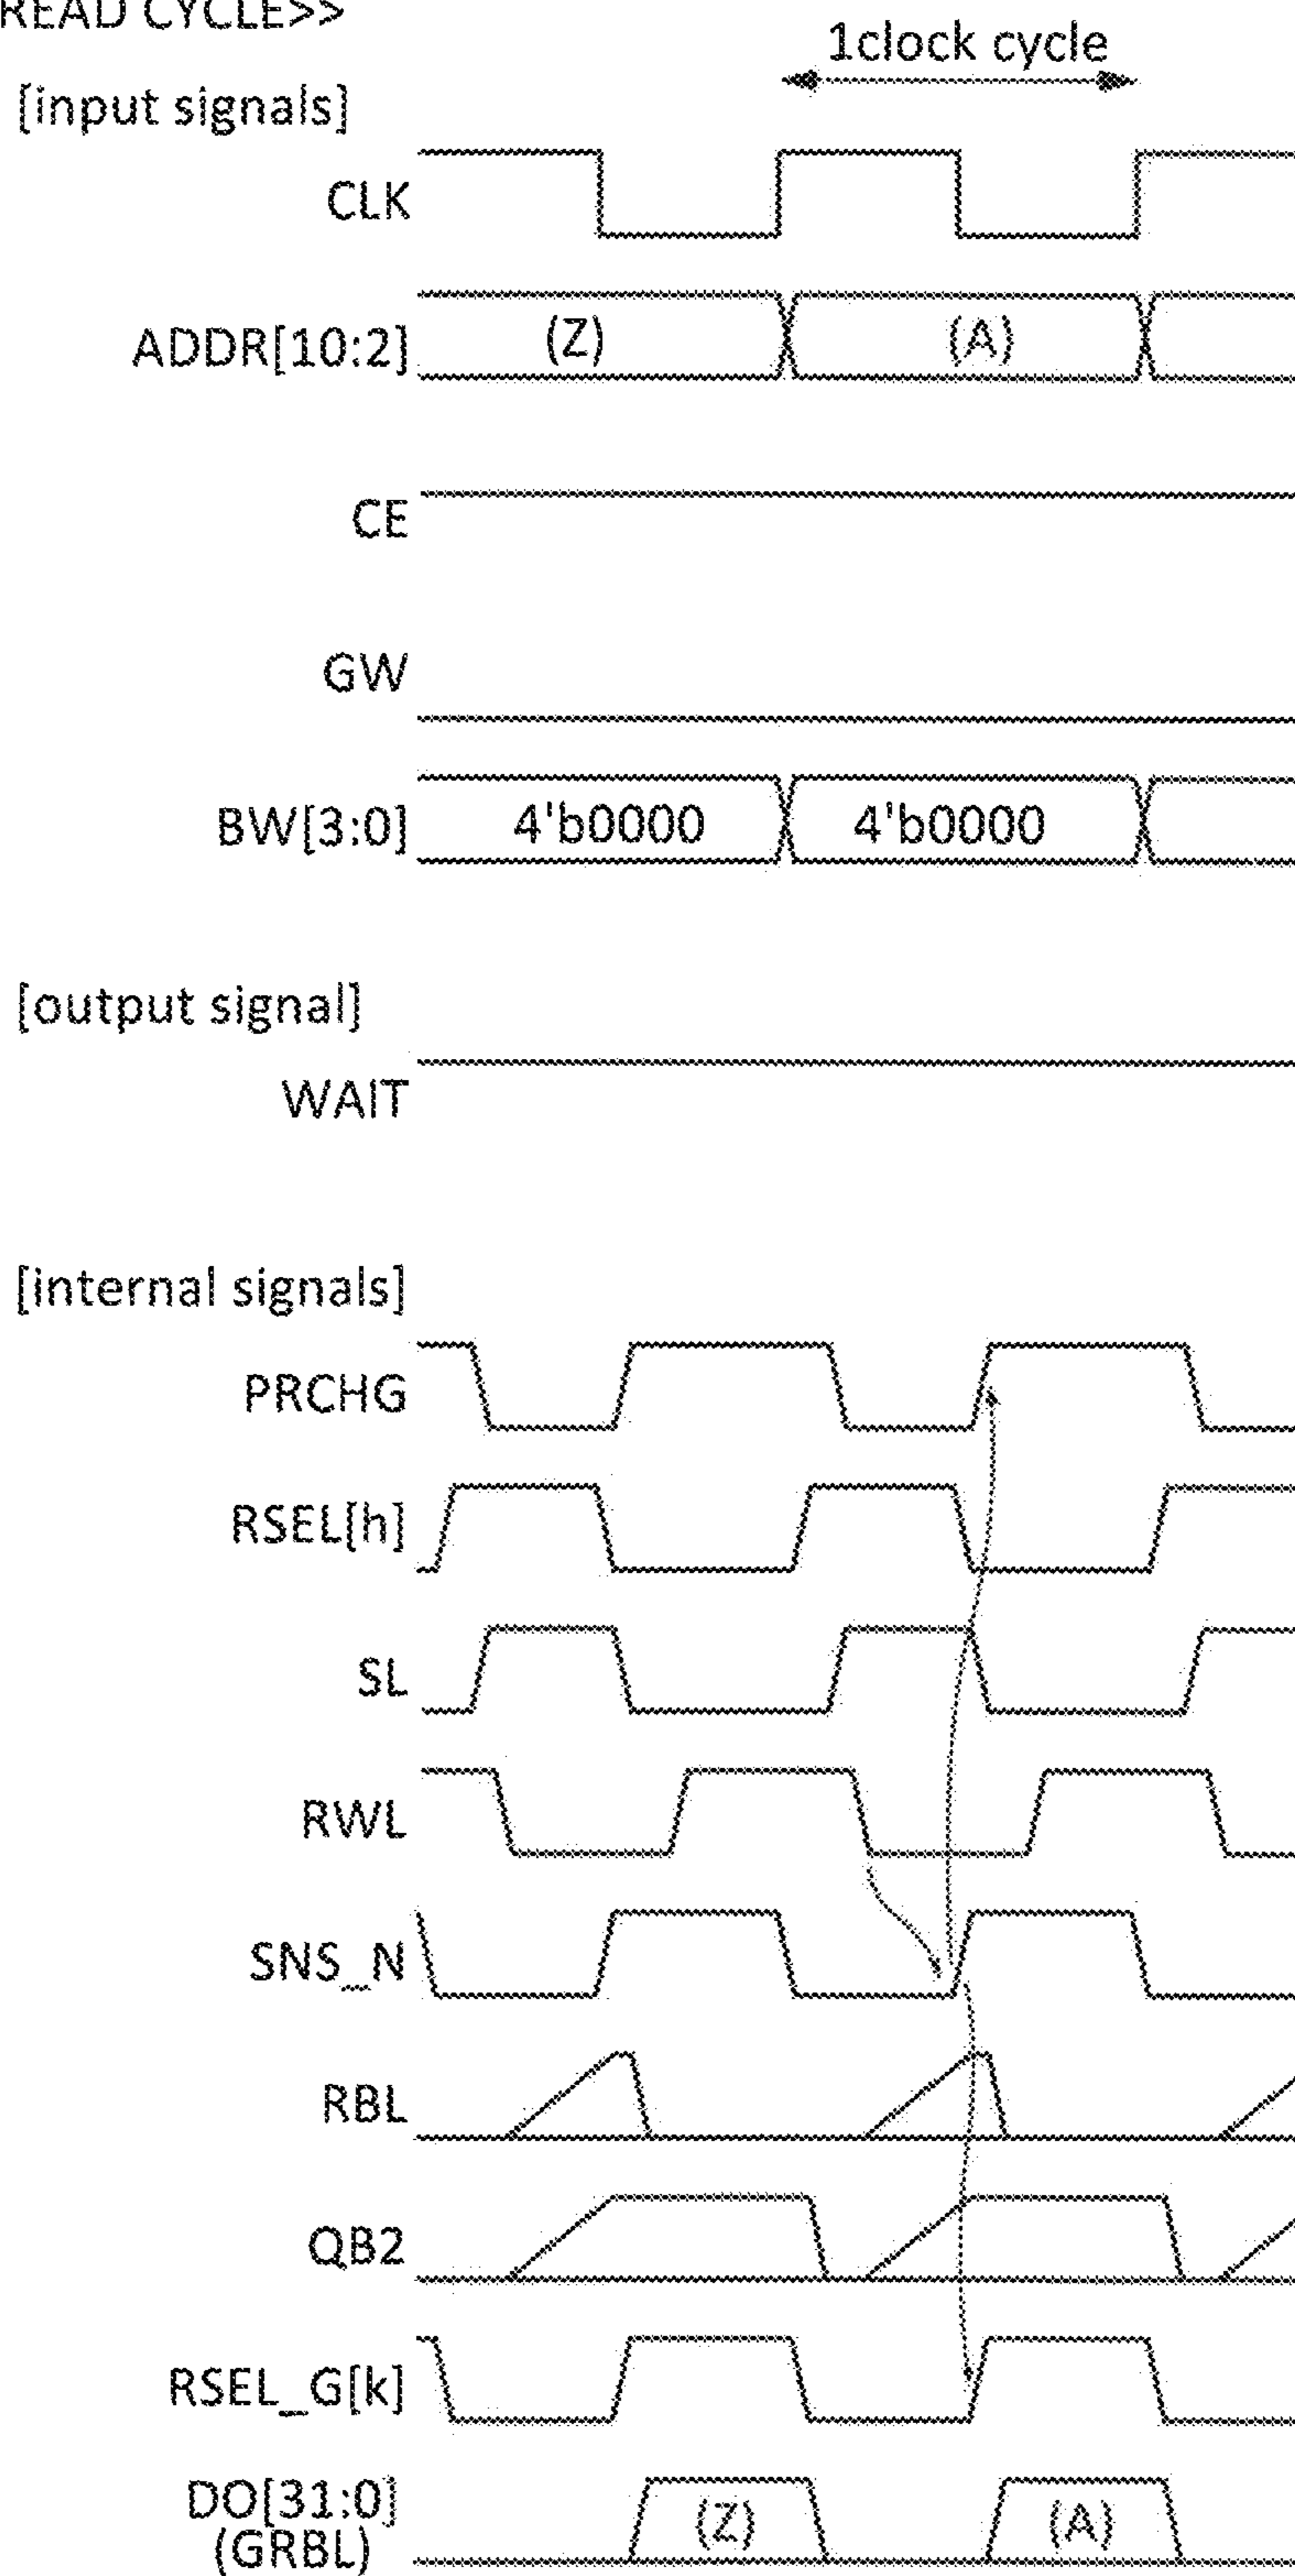 READ CYCLE>>
1clock cycle
[input signals]
CLK
ADDR[10:2]
(Z)
(A)
CE
GW
BW[3:0]
4'b0000
4'b0000
[output signal]
WAIT
[internal signals]
PRCHG
RSEL[h]
SL
RWL
SNS_N
RBL
QB2
RSEL_G[k]
DO[31:0]
(GRBL)
(Z)
(A)